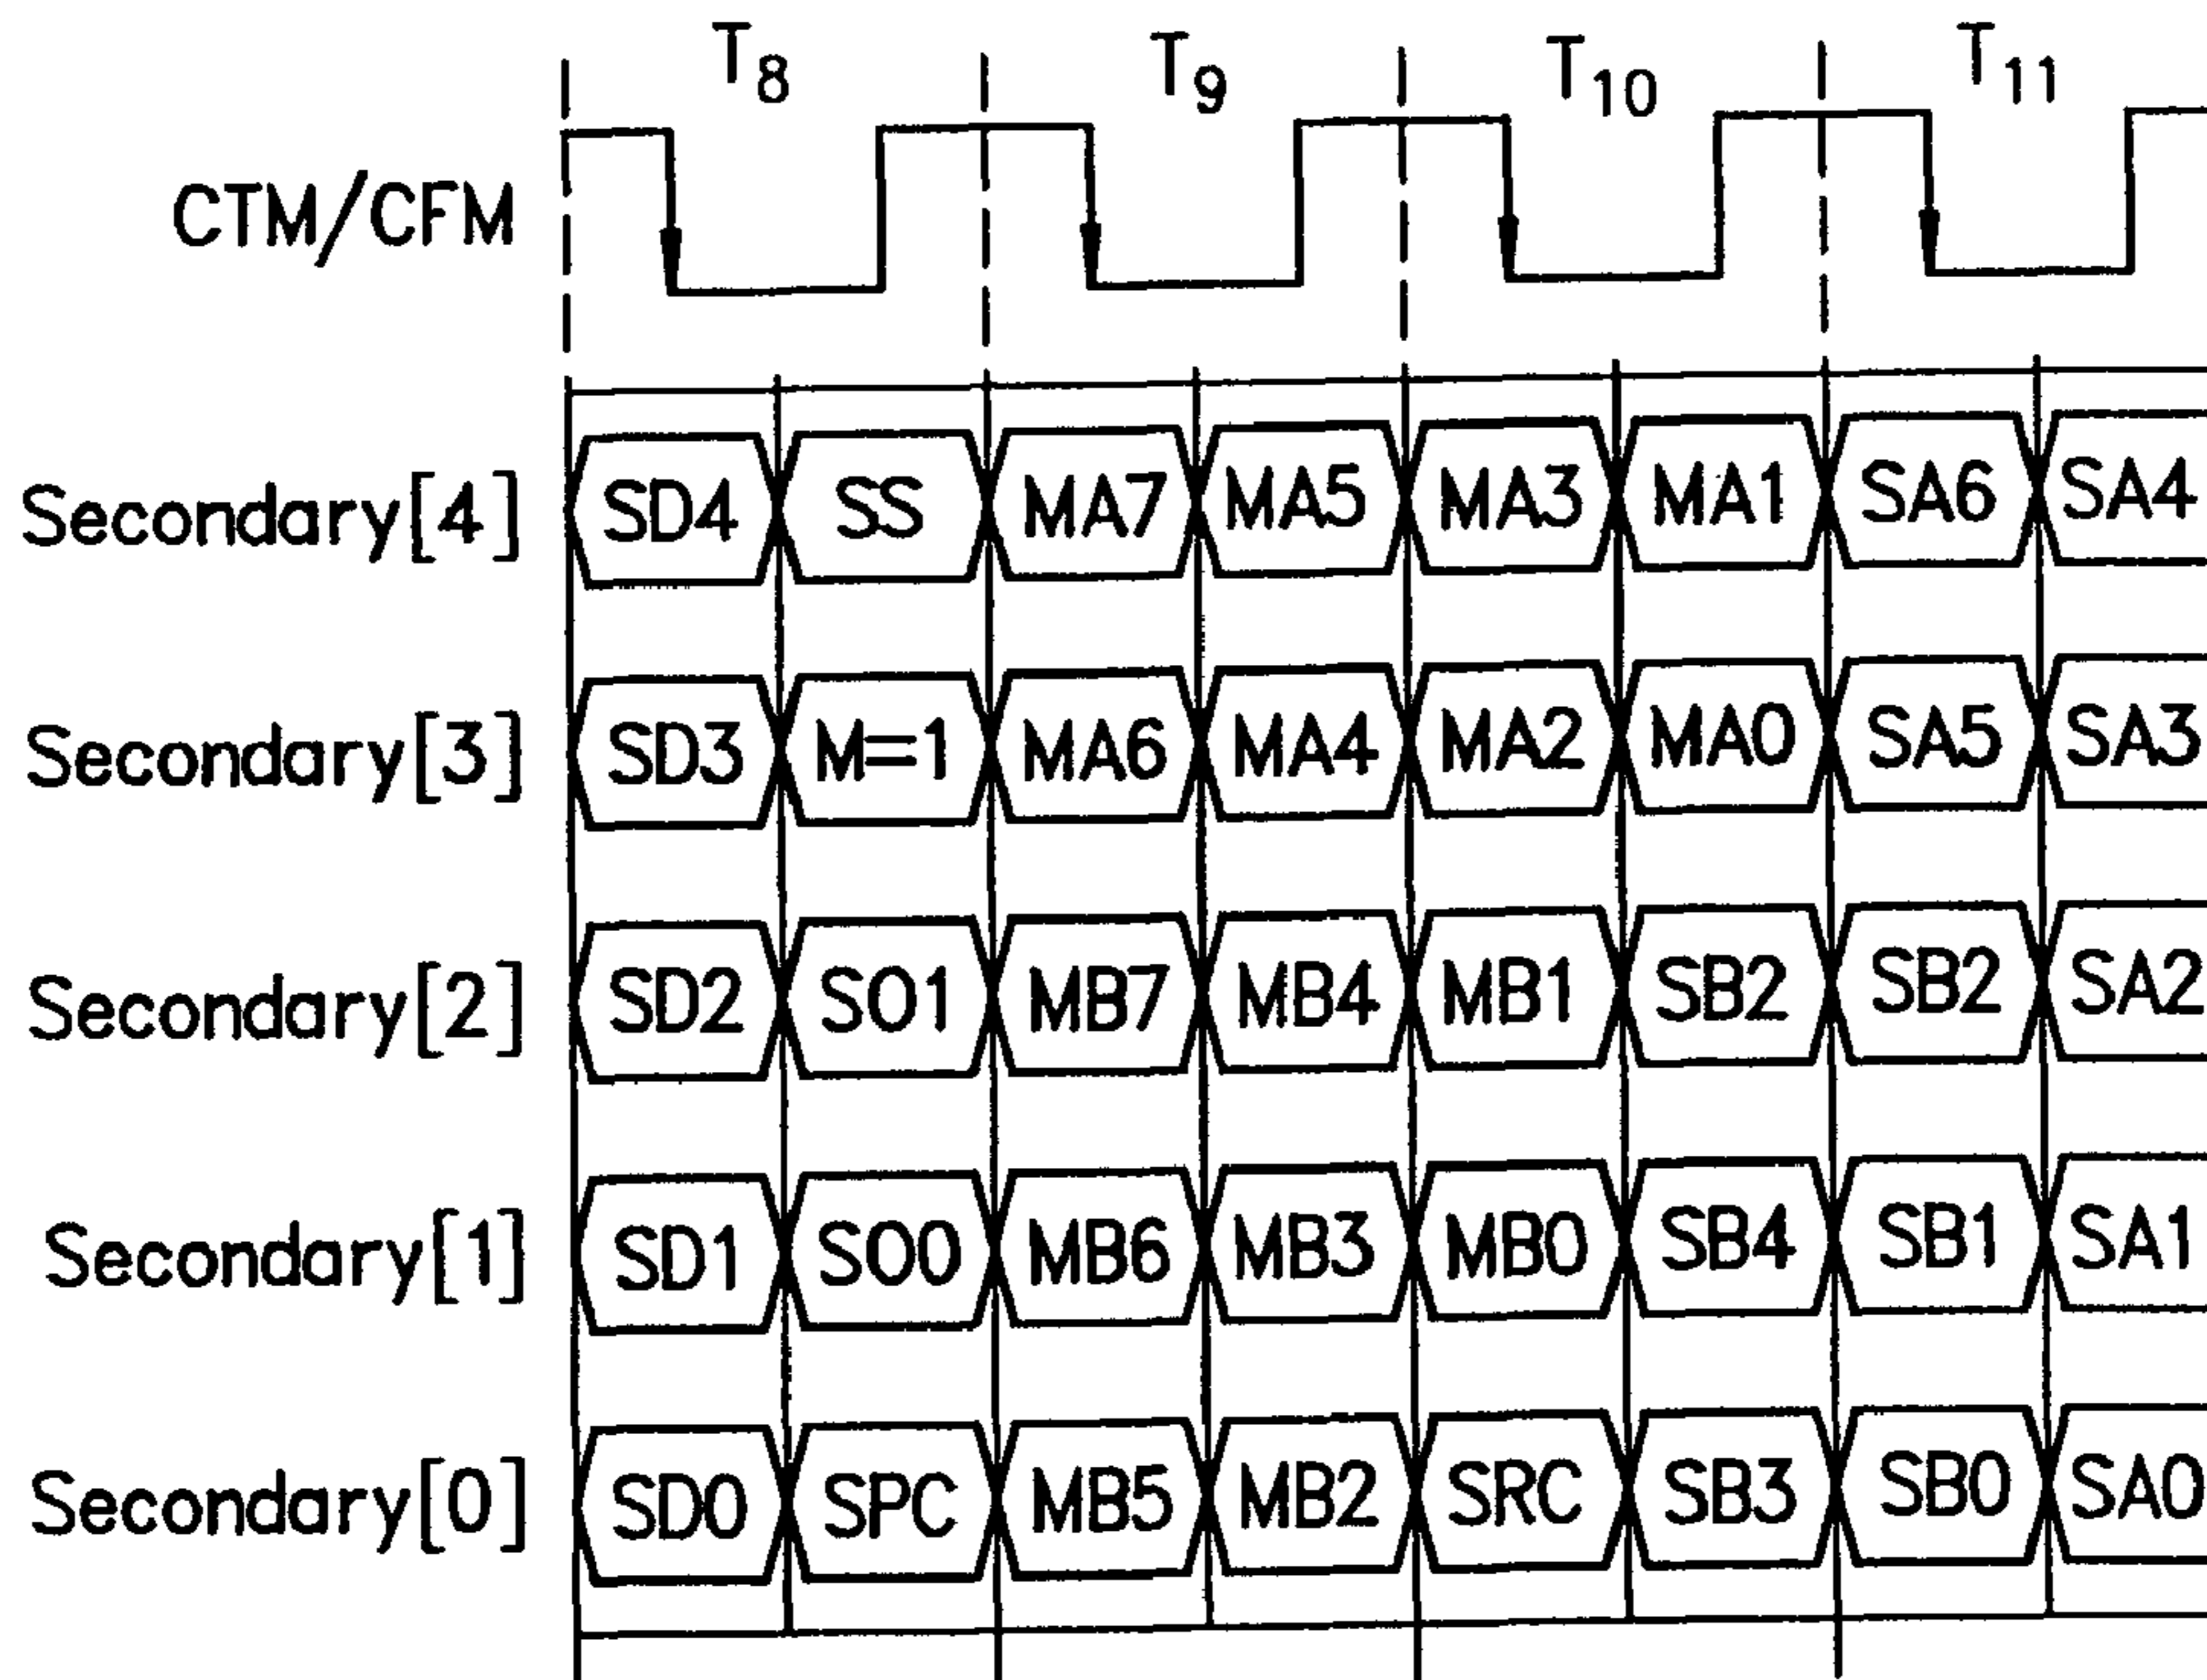 T8 T9 T10 T11
CTM/CFM
Secondary[4] SD4 SS MA7 MA5 MA3 MA1 SA6 SA4
Secondary[3] SD3 M=1 MA6 MA4 MA2 MA0 SA5 SA3
Secondary[2] SD2 SO1 MB7 MB4 MB1 SB2 SB2 SA2
Secondary[1] SD1 SO0 MB6 MB3 MB0 SB4 SB1 SA1
Secondary[0] SD0 SPC MB5 MB2 SRC SB3 SB0 SA0